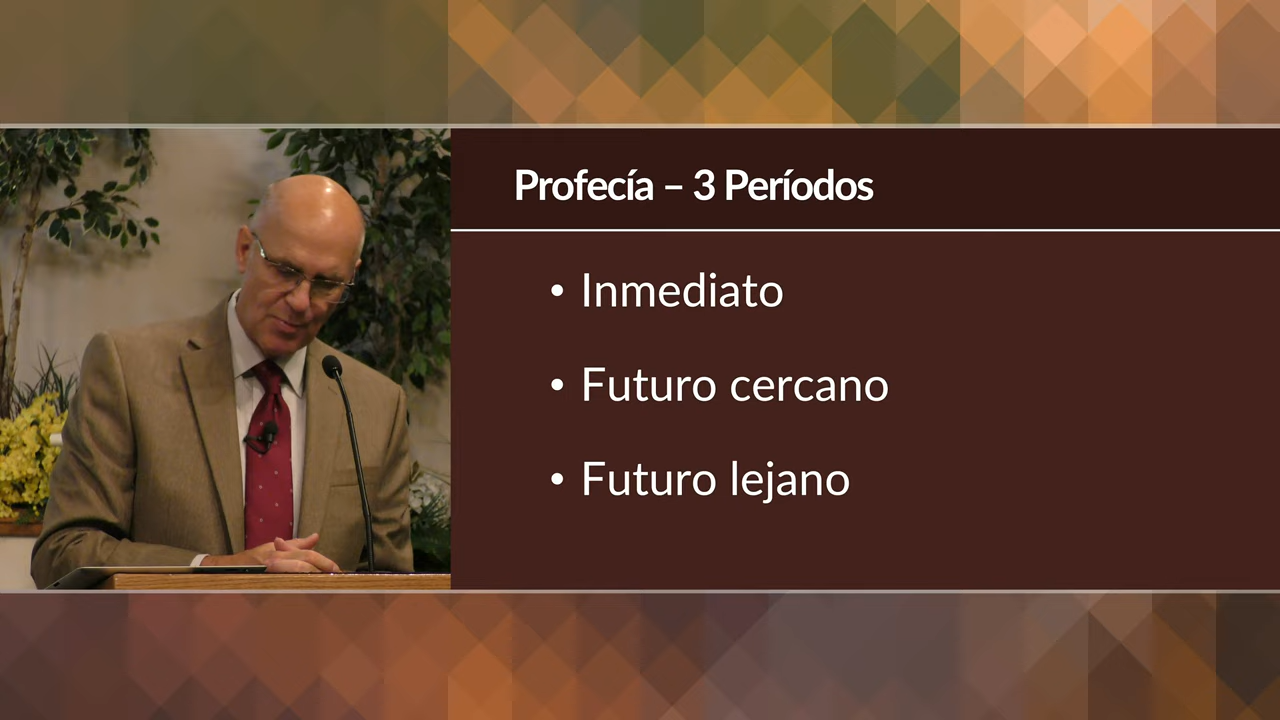 Profecía – 3 Períodos
• Inmediato
• Futuro cercano
• Futuro lejano